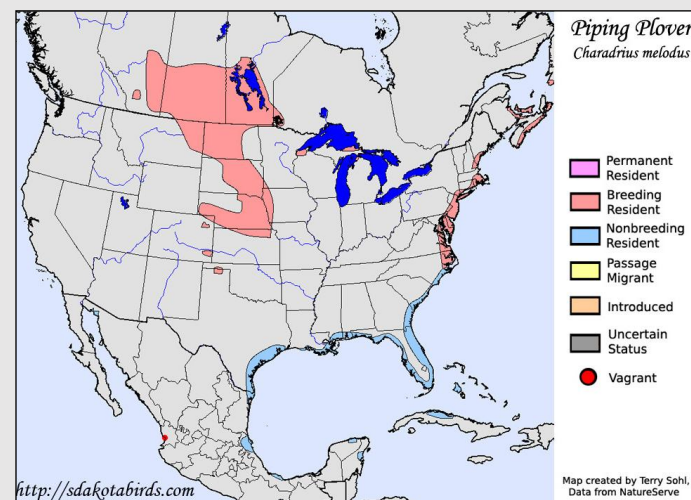 Piping Plover
Charadrius melodus
Permanent
Resident
Breeding
Resident
Nonbreeding
Resident
Passage
Migrant
Introduced
Uncertain
Status
Vagrant
Map created by Terry Sohl,
Data from NatureServe
http://sdakotabirds.com